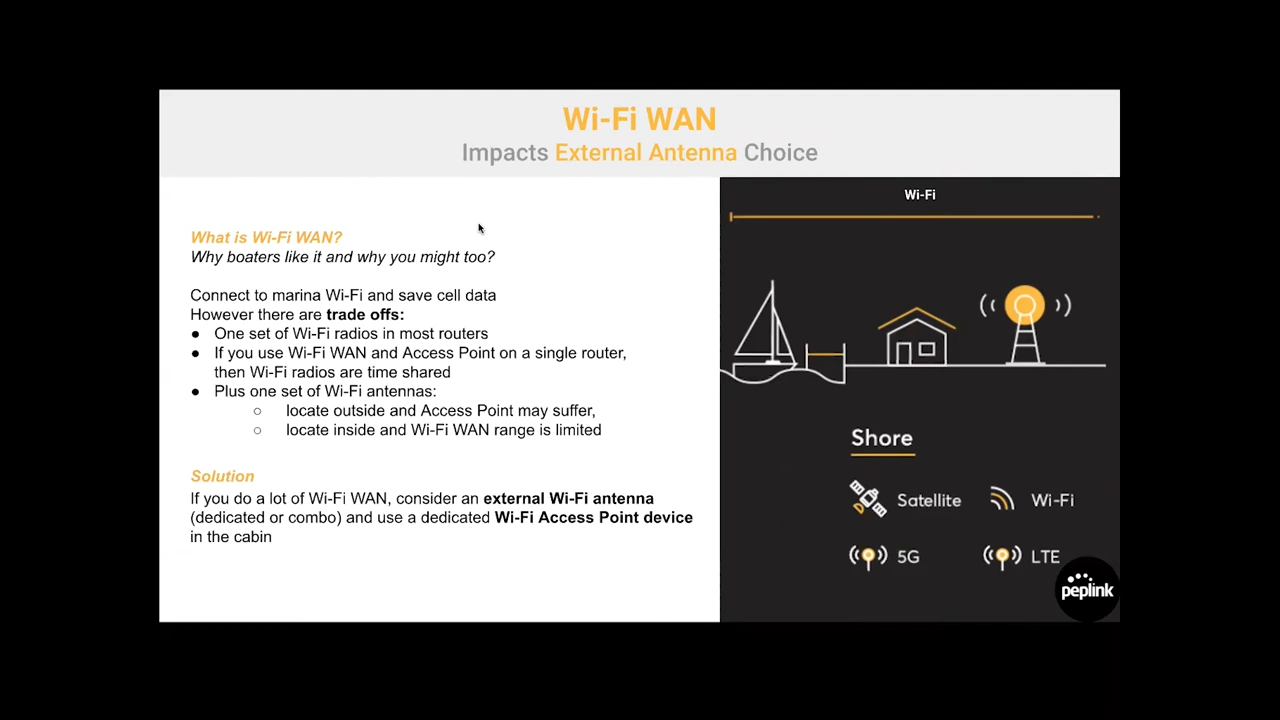 Wi-Fi WAN
Impacts External Antenna Choice
What is Wi-Fi WAN?
Why boaters like it and why you might too?
Connect to marina Wi-Fi and save cell data
However there are trade offs:
● One set of Wi-Fi radios in most routers
● If you use Wi-Fi WAN and Access Point on a single router,
then Wi-Fi radios are time shared
● Plus one set of Wi-Fi antennas:
○ locate outside and Access Point may suffer,
○ locate inside and Wi-Fi WAN range is limited
Solution
If you do a lot of Wi-Fi WAN, consider an external Wi-Fi antenna
(dedicated or combo) and use a dedicated Wi-Fi Access Point device
in the cabin
Wi-Fi
Shore
Satellite
Wi-Fi
5G
LTE
peplink